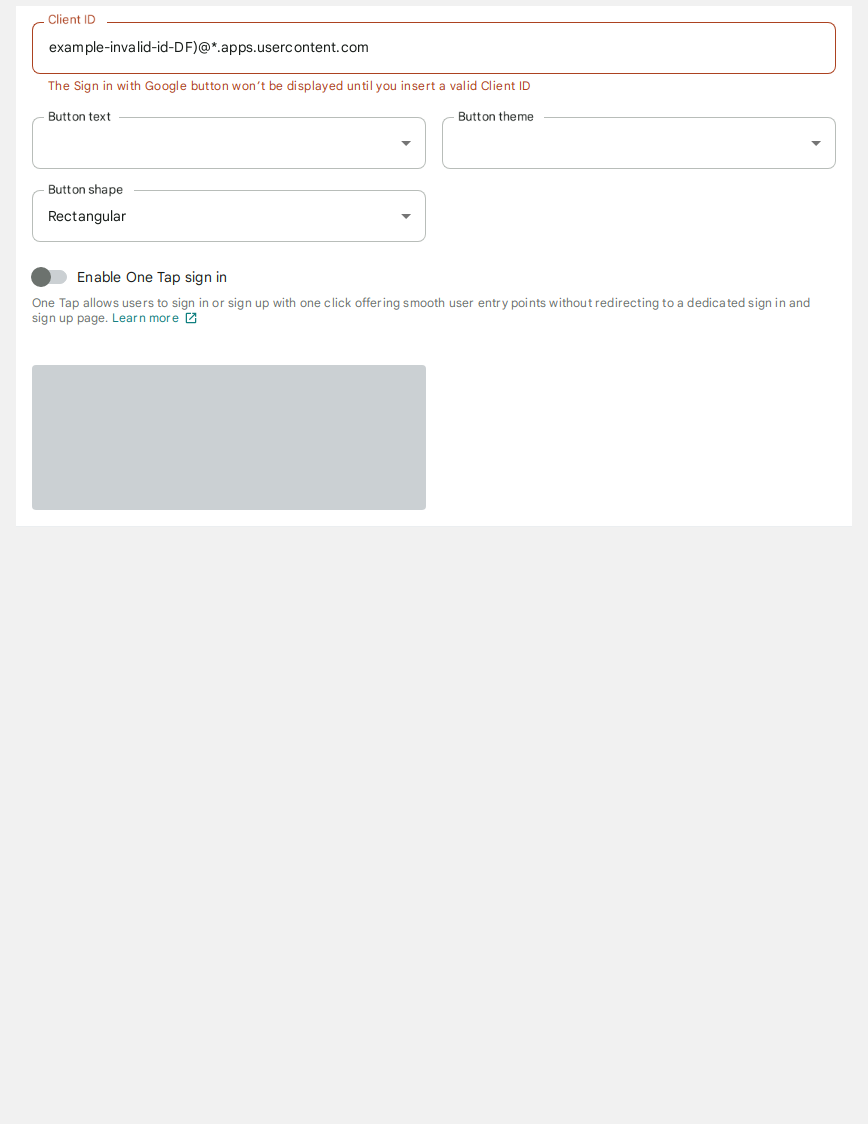 Client ID
example-invalid-id-DF)@*.apps.usercontent.com
The Sign in with Google button won’t be displayed until you insert a valid Client ID
Button text
Button theme
Button shape
Rectangular
Enable One Tap sign in
One Tap allows users to sign in or sign up with one click offering smooth user entry points without redirecting to a dedicated sign in and
sign up page. Learn more